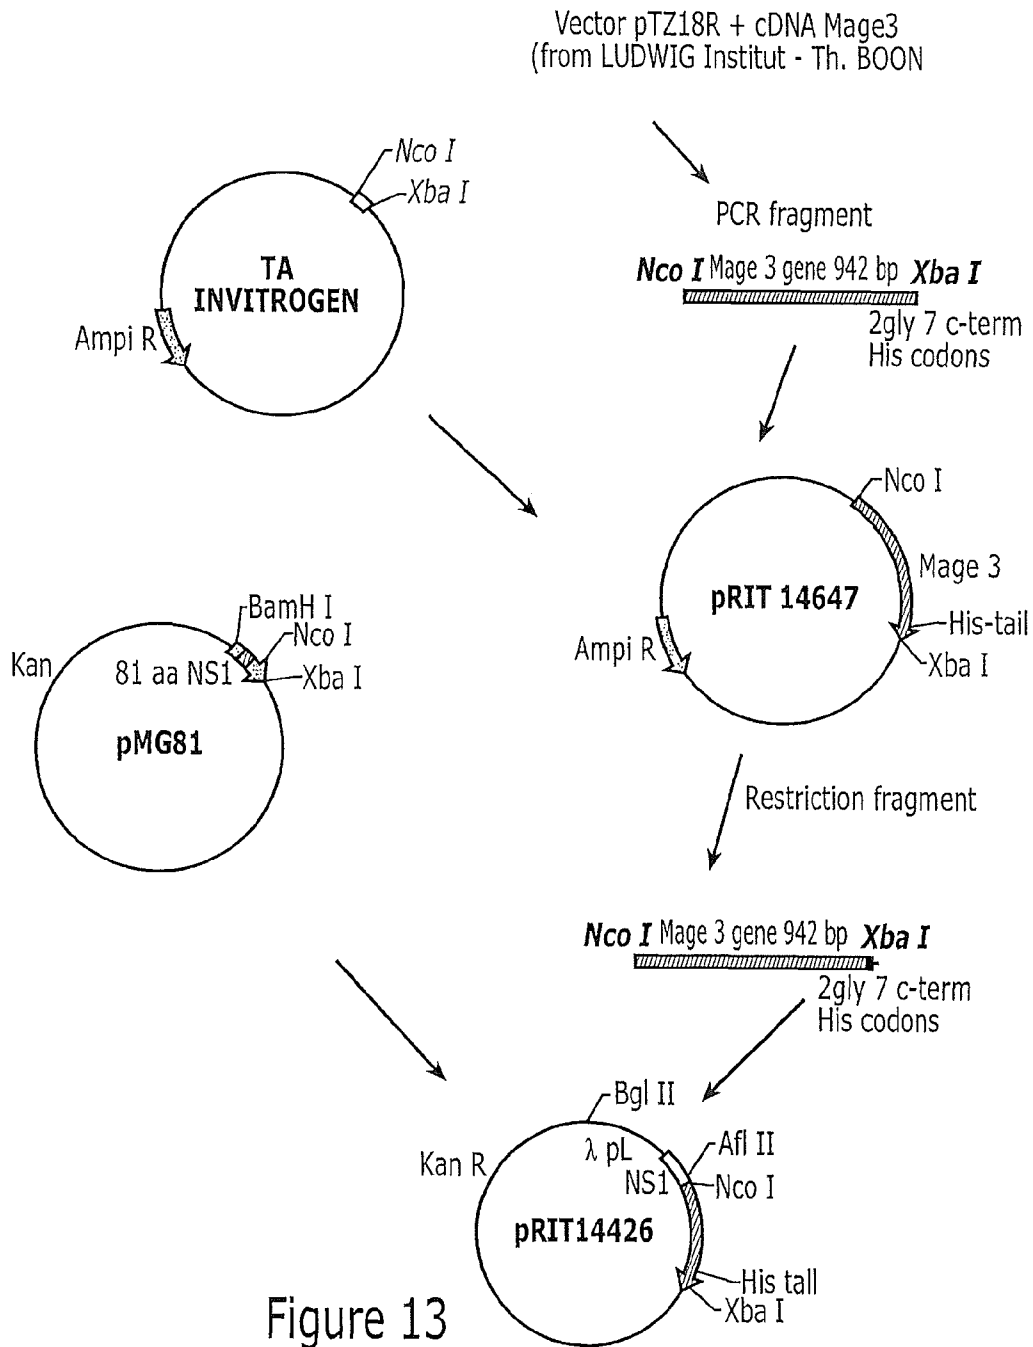 Vector pTZ18R + cDNA Mage3
(from LUDWIG Institut - Th. BOON
Nco I
Xba I
TA
INVITROGEN
Ampi R
PCR fragment
Nco I Mage 3 gene 942 bp Xba I
2gly 7 c-term
His codons
Nco I
Mage 3
pRIT 14647
His-tail
Xba I
Ampi R
BamH I
Nco I
Kan
81 aa NS1
Xba I
pMG81
Restriction fragment
Nco I Mage 3 gene 942 bp Xba I
2gly 7 c-term
His codons
Bgl II
λ pL
Afl II
Kan R
NS1
Nco I
pRIT14426
His tall
Xba I
Figure 13